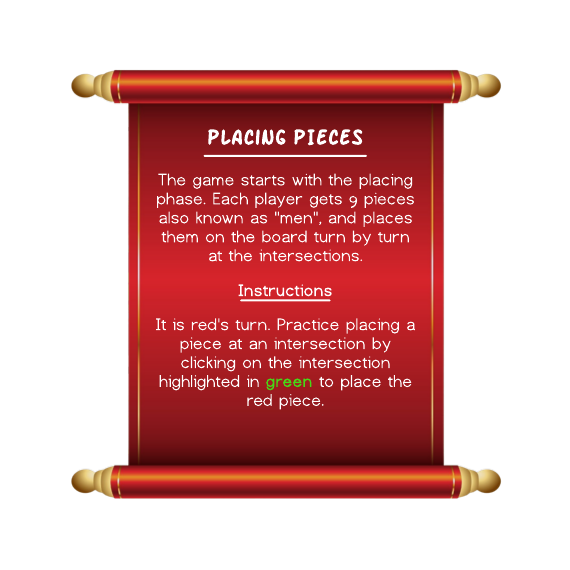 PLACING PIECES
The game starts with the placing
phase. Each player gets 9 pieces
also known as "men", and places
them on the board turn by turn
at the intersections.
Instructions
It is red's turn. Practice placing a
piece at an intersection by
clicking on the intersection
highlighted in green to place the
red piece.